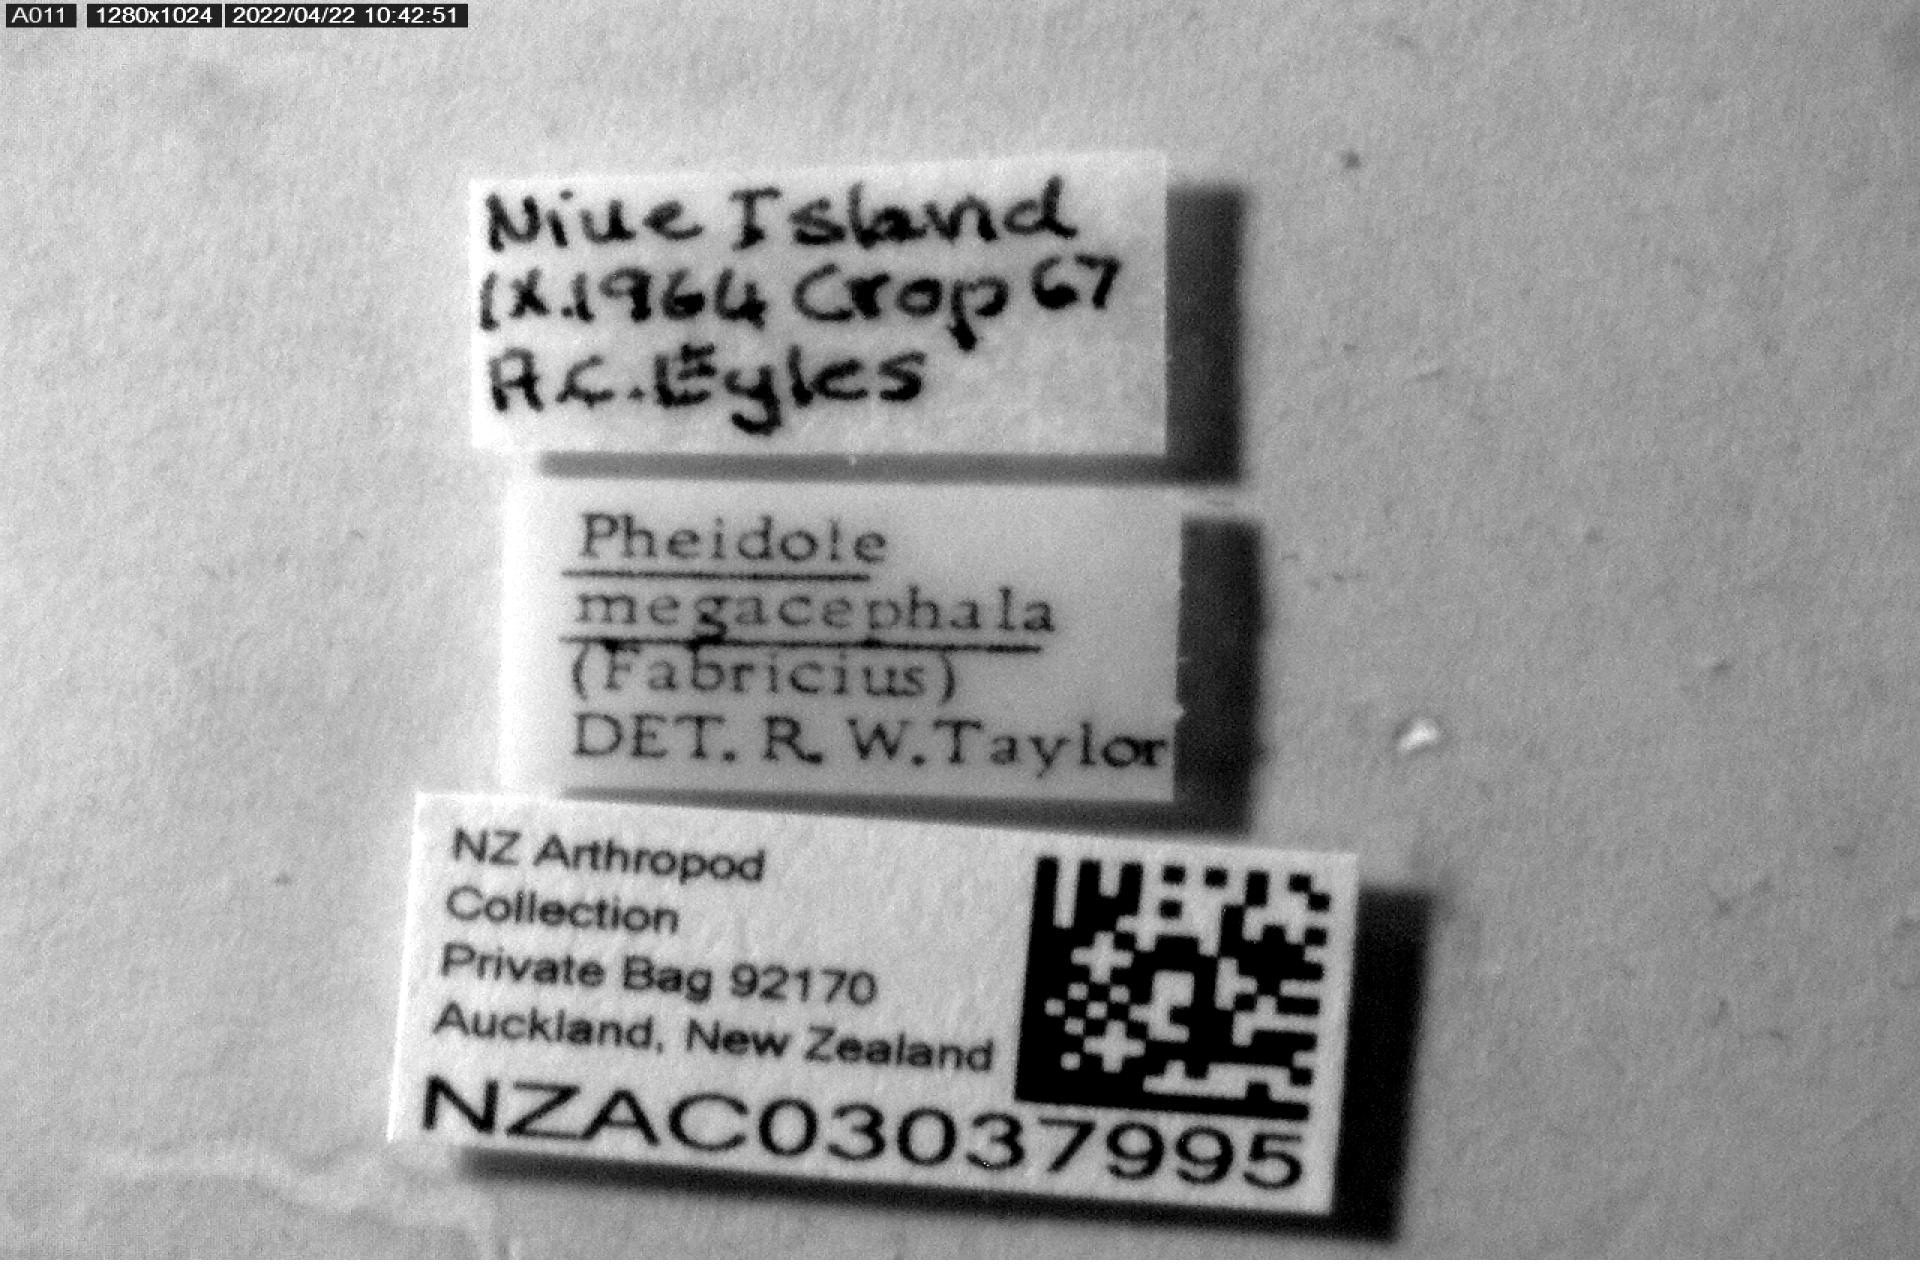 A011 1280x1024 2022/04/22 10:42:51
Niue Island
IX.1964 Crop 67
A.C. Eyles
Pheidole
megacephala
(Fabricius)
DET. R. W. Taylor
NZ Arthropod
Collection
Private Bag 92170
Auckland, New Zealand
NZAC03037995